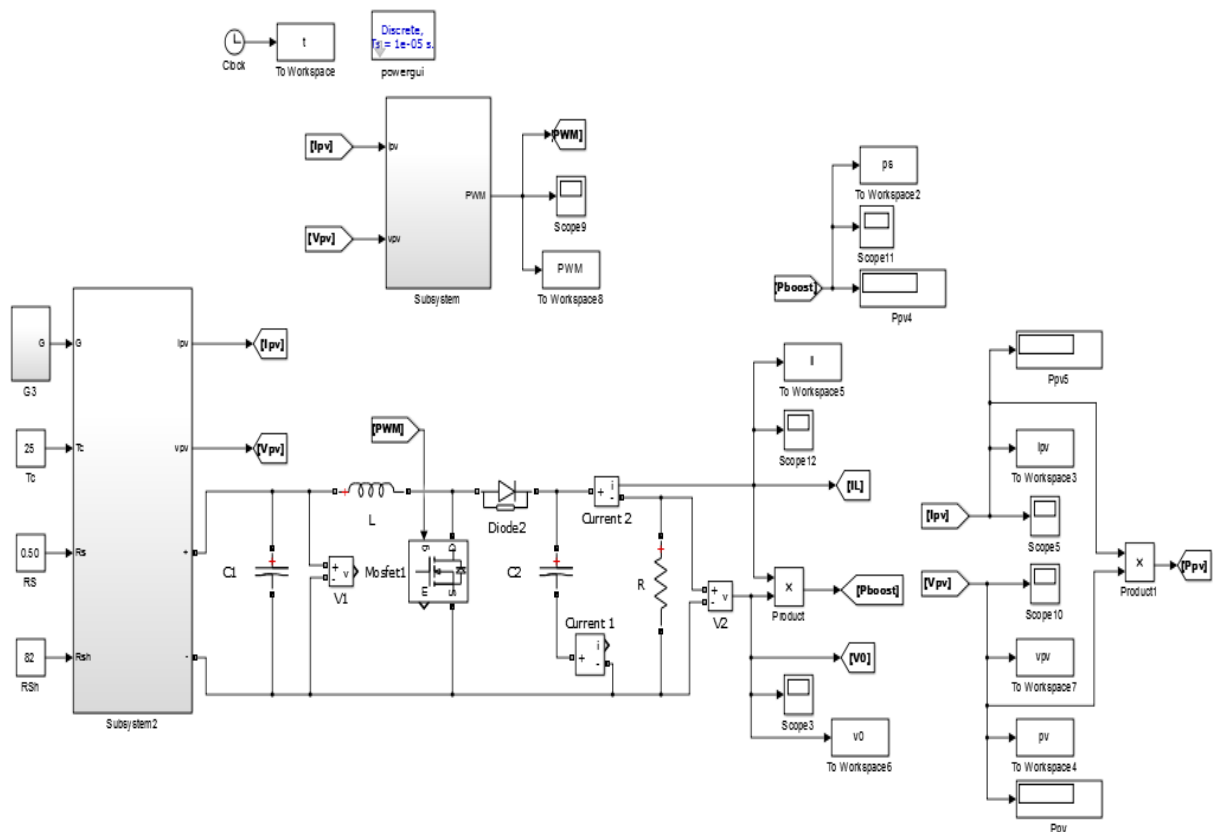 Clock
t
To Workspace
Discrete,
Ts = 1e-05 s.
powergui
[Ipv]
Ipv
[Vpv]
vpv
PWM
Subsystem
[PWM]
Scope9
PWM
To Workspace8
ps
To Workspace2
Scope11
[Pboost]
Ppv4
G
G3
G
25
Tc
Tc
0.50
RS
Rs
82
RSh
Rsh
Ipv
[Ipv]
vpv
[Vpv]
+
-
Subsystem2
C1
+
L
+
+ v
-
V1
[PWM]
g
D
m
S
Mosfet1
Diode2
C2
+
+ i
-
Current 2
i
+ -
Current 1
R
+
+ v
-
V2
I
To Workspace5
Scope12
[IL]
×
Product
[Pboost]
[V0]
Scope3
v0
To Workspace6
Ppv5
Ipv
To Workspace3
[Ipv]
Scope5
[Vpv]
Scope10
×
Product1
[Ppv]
vpv
To Workspace7
pv
To Workspace4
Ppv